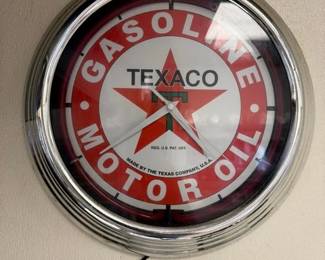 GASOLINE
TEXACO
T
REG. U.S. PAT. OFF.
MADE BY THE TEXAS COMPANY, U.S.A.
MOTOR OIL